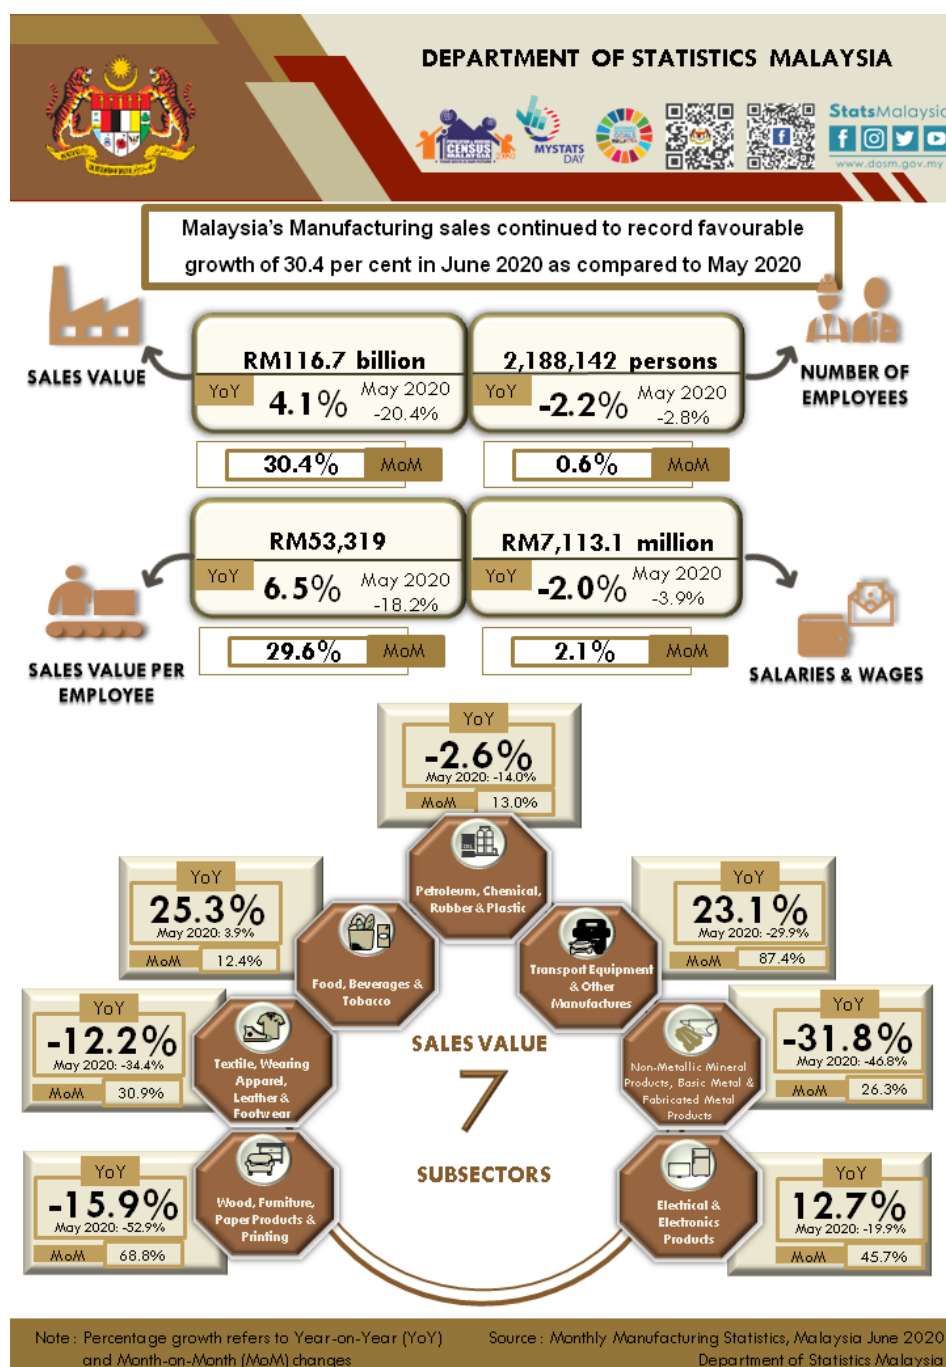 DEPARTMENT OF STATISTICS MALAYSIA
CENSUS
MALAYSIA
MYSTATS
DAY
StatsMalaysia
www.dosm.gov.my
Malaysia's Manufacturing sales continued to record favourable
growth of 30.4 per cent in June 2020 as compared to May 2020
SALES VALUE
RM116.7 billion
YoY
4.1%
May 2020
-20.4%
30.4%
MoM
NUMBER OF
EMPLOYEES
2,188,142 persons
YoY
-2.2%
May 2020
-2.8%
0.6%
MoM
SALES VALUE PER
EMPLOYEE
RM53,319
YoY
6.5%
May 2020
-18.2%
29.6%
MoM
SALARIES & WAGES
RM7,113.1 million
YoY
-2.0%
May 2020
-3.9%
2.1%
MoM
YoY
-2.6%
May 2020: -14.0%
MoM
13.0%
Petroleum, Chemical,
Rubber & Plastic
YoY
25.3%
May 2020: 3.9%
MoM
12.4%
Food, Beverages &
Tobacco
YoY
23.1%
May 2020: -29.9%
MoM
87.4%
Transport Equipment
& Other
Manufactures
YoY
-12.2%
May 2020: -34.4%
MoM
30.9%
Textile, Wearing
Apparel,
Leather &
Footwear
YoY
-31.8%
May 2020: -46.8%
MoM
26.3%
Non-Metallic Mineral
Products, Basic Metal &
Fabricated Metal
Products
SALES VALUE
7
SUBSECTORS
YoY
-15.9%
May 2020: -52.9%
MoM
68.8%
Wood, Furniture,
Paper Products &
Printing
YoY
12.7%
May 2020: -19.9%
MoM
45.7%
Electrical &
Electronics
Products
Note : Percentage growth refers to Year-on-Year (YoY)
and Month-on-Month (MoM) changes
Source : Monthly Manufacturing Statistics, Malaysia June 2020
Department of Statistics Malaysia